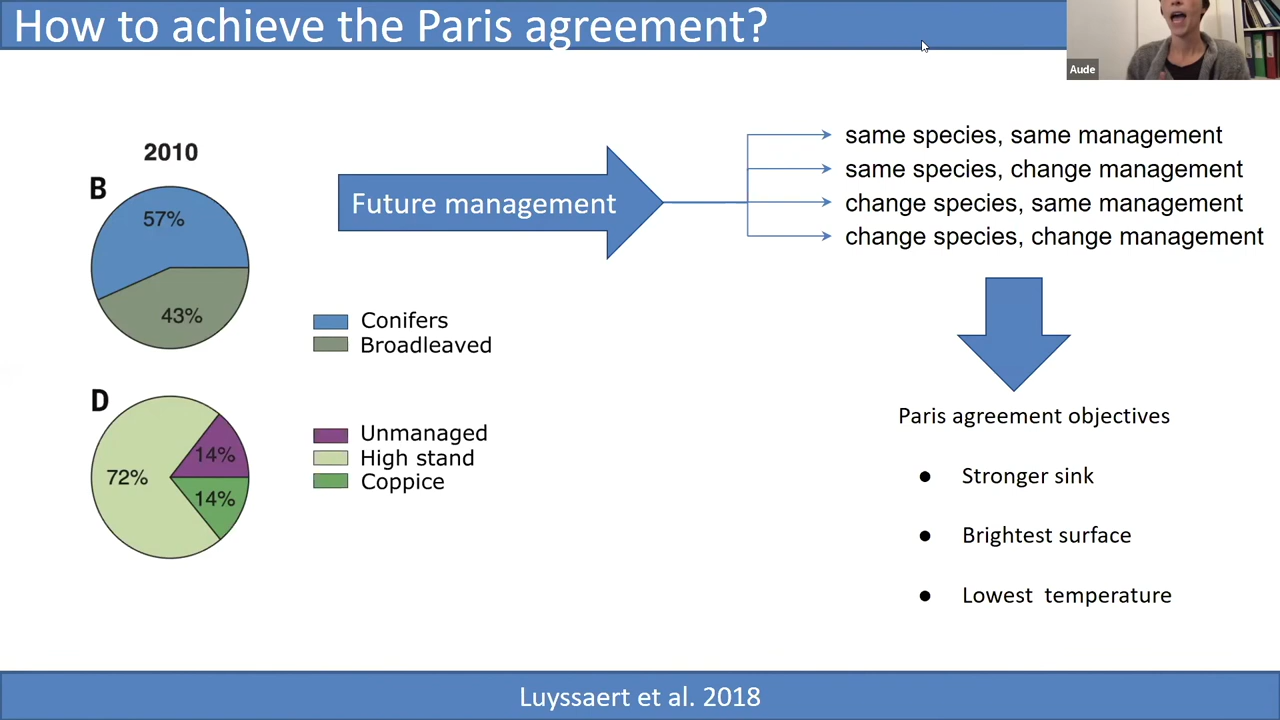 How to achieve the Paris agreement?
Aude
2010
B
57%
43%
Conifers
Broadleaved
D
72%
14%
14%
Unmanaged
High stand
Coppice
Future management
same species, same management
same species, change management
change species, same management
change species, change management
Paris agreement objectives
● Stronger sink
● Brightest surface
● Lowest temperature
Luyssaert et al. 2018